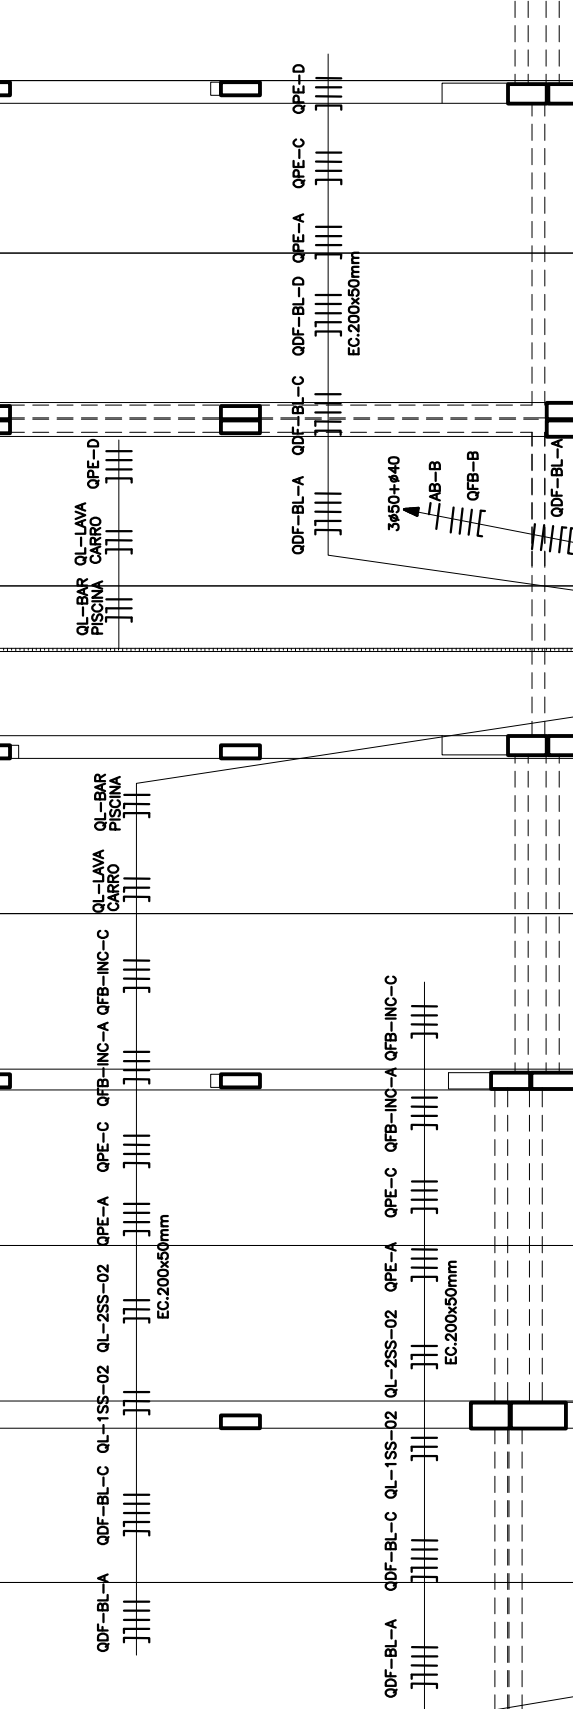 QPE-D
QPE-C
QPE-A
QDF-BL-D
EC.200x50mm
QDF-BL-C
QDF-BL-A
QPE-D
QL-LAVA
CARRO
QL-BAR
PISCINA
3ø50+ø40
AB-B
QFB-B
QDF-BL-A
QL-BAR
PISCINA
QL-LAVA
CARRO
QFB-INC-C
QFB-INC-A
QPE-C
QPE-A
EC.200x50mm
QL-2SS-02
QL-1SS-02
QDF-BL-C
QDF-BL-A
QFB-INC-C
QFB-INC-A
QPE-C
QPE-A
EC.200x50mm
QL-2SS-02
QL-1SS-02
QDF-BL-C
QDF-BL-A